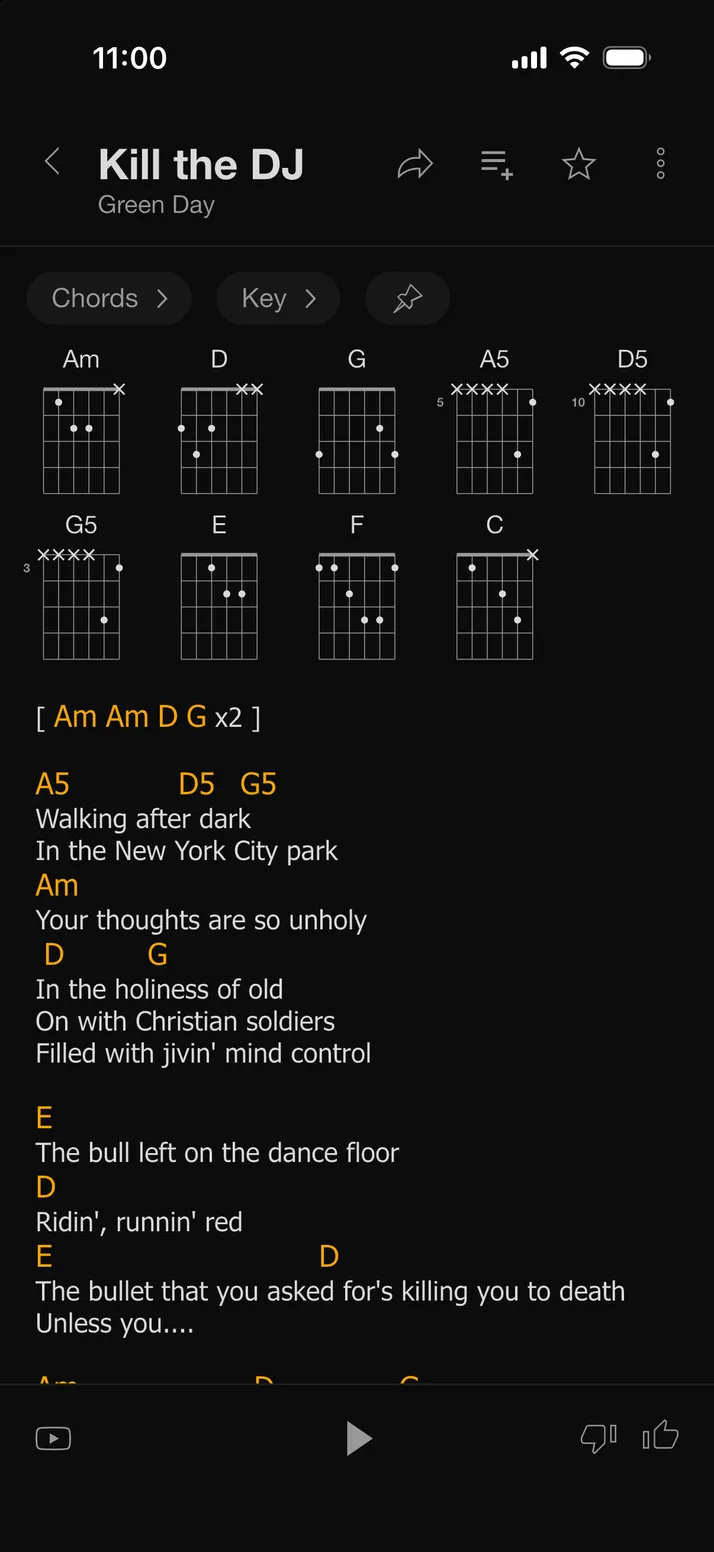 11:00
Kill the DJ
Green Day
Chords
Key
Am D G A5 D5
5 10
G5 E F C
3
[ Am Am D G x2 ]
A5 D5 G5
Walking after dark
In the New York City park
Am
Your thoughts are so unholy
D G
In the holiness of old
On with Christian soldiers
Filled with jivin' mind control
E
The bull left on the dance floor
D
Ridin', runnin' red
E D
The bullet that you asked for's killing you to death
Unless you....
Am D G